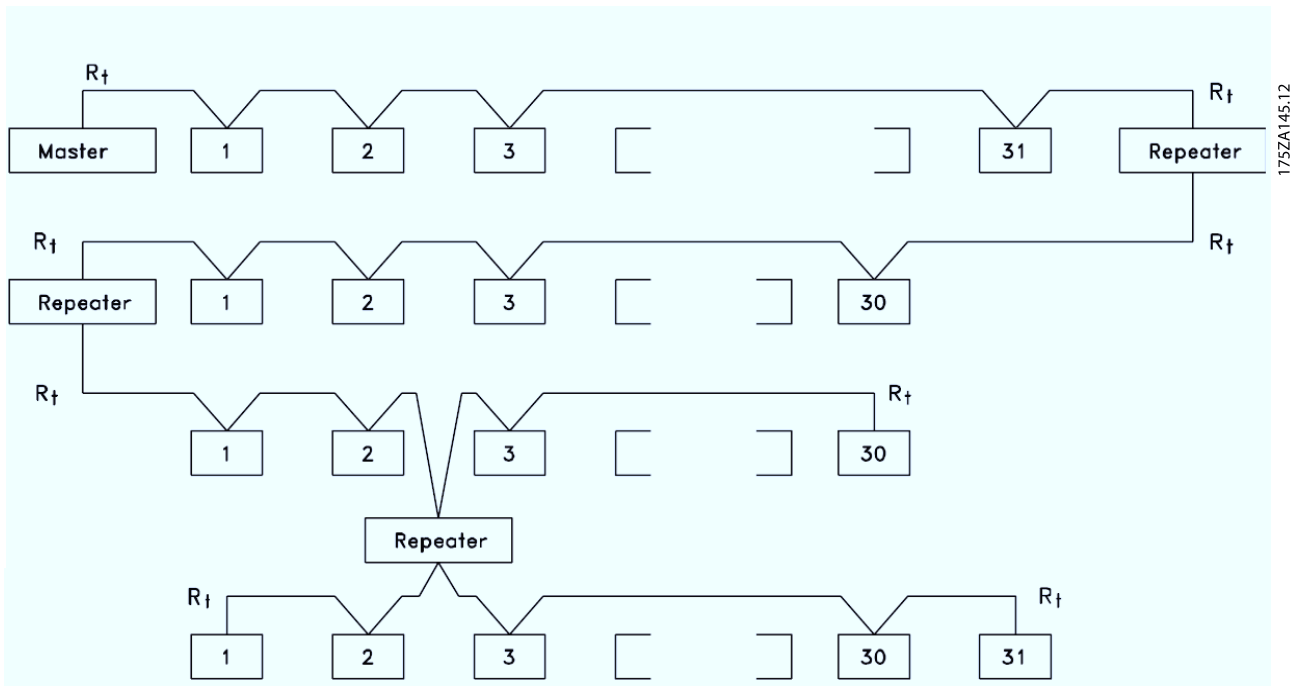 Rt
Rt
Master 1 2 3 31 Repeater
175ZA145.12
Rt
Rt
Repeater 1 2 3 30
Rt
Rt
1 2 3 30
Repeater
Rt
Rt
1 2 3 30 31